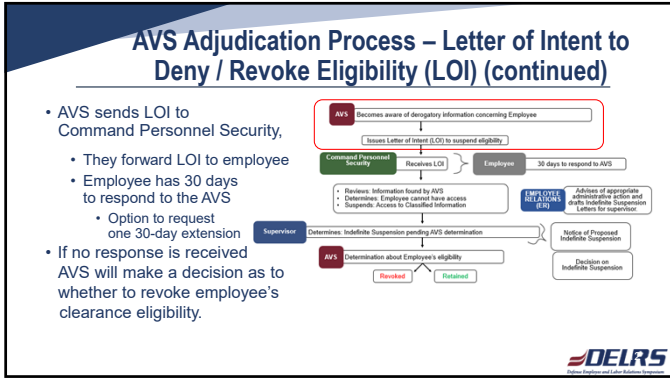 AVS Adjudication Process – Letter of Intent to
Deny / Revoke Eligibility (LOI) (continued)
• AVS sends LOI to
Command Personnel Security,
• They forward LOI to employee
• Employee has 30 days
to respond to the AVS
• Option to request
one 30-day extension
• If no response is received
AVS will make a decision as to
whether to revoke employee's
clearance eligibility.
AVS
Becomes aware of derogatory information concerning Employee
Issues Letter of Intent (LOI) to suspend eligibility
Command Personnel
Security
Receives LOI
Employee
30 days to respond to AVS
• Reviews: Information found by AVS
• Determines: Employee cannot have access
• Suspends: Access to Classified Information
EMPLOYEE
RELATIONS
(ER)
Advises of appropriate
administrative action and
drafts Indefinite Suspension
Letters for supervisor.
Supervisor
Determines: Indefinite Suspension pending AVS determination
Notice of Proposed
Indefinite Suspension
Decision on
Indefinite Suspension
AVS
Determination about Employee's eligibility
Revoked
Retained
DELRS
Defense Employee and Labor Relations Symposium